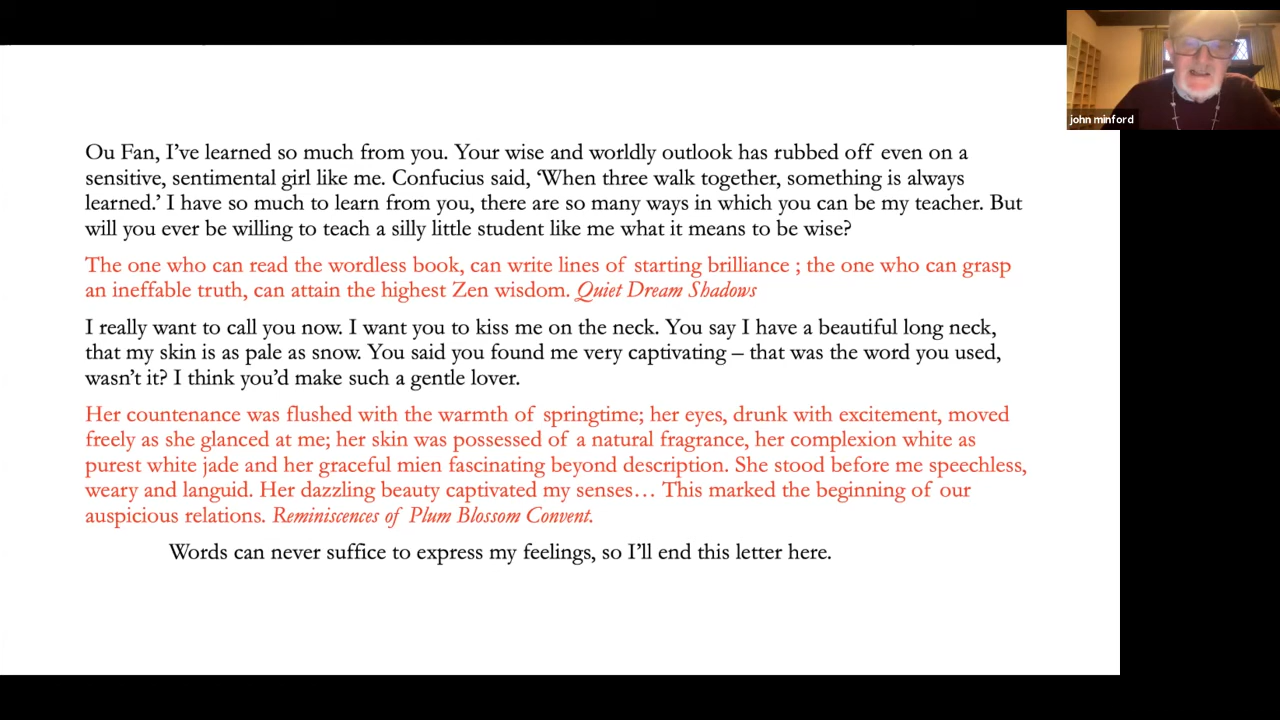 john minford
Ou Fan, I've learned so much from you. Your wise and worldly outlook has rubbed off even on a
sensitive, sentimental girl like me. Confucius said, ‘When three walk together, something is always
learned.’ I have so much to learn from you, there are so many ways in which you can be my teacher. But
will you ever be willing to teach a silly little student like me what it means to be wise?
The one who can read the wordless book, can write lines of starting brilliance ; the one who can grasp
an ineffable truth, can attain the highest Zen wisdom. Quiet Dream Shadows
I really want to call you now. I want you to kiss me on the neck. You say I have a beautiful long neck,
that my skin is as pale as snow. You said you found me very captivating – that was the word you used,
wasn't it? I think you'd make such a gentle lover.
Her countenance was flushed with the warmth of springtime; her eyes, drunk with excitement, moved
freely as she glanced at me; her skin was possessed of a natural fragrance, her complexion white as
purest white jade and her graceful mien fascinating beyond description. She stood before me speechless,
weary and languid. Her dazzling beauty captivated my senses… This marked the beginning of our
auspicious relations. Reminiscences of Plum Blossom Convent.
Words can never suffice to express my feelings, so I'll end this letter here.